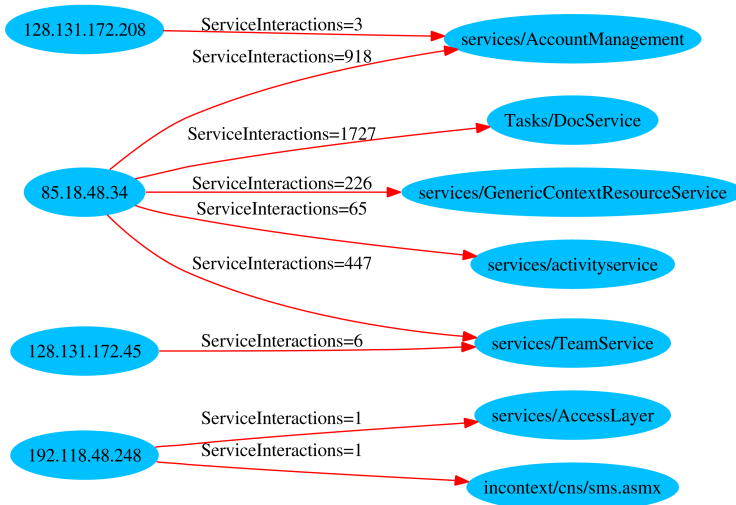 128.131.172.208
ServiceInteractions=3
services/AccountManagement
ServiceInteractions=918
ServiceInteractions=1727
Tasks/DocService
85.18.48.34
ServiceInteractions=226
services/GenericContextResourceService
ServiceInteractions=65
ServiceInteractions=447
services/activityservice
128.131.172.45
ServiceInteractions=6
services/TeamService
ServiceInteractions=1
services/AccessLayer
192.118.48.248
ServiceInteractions=1
incontext/cns/sms.asmx